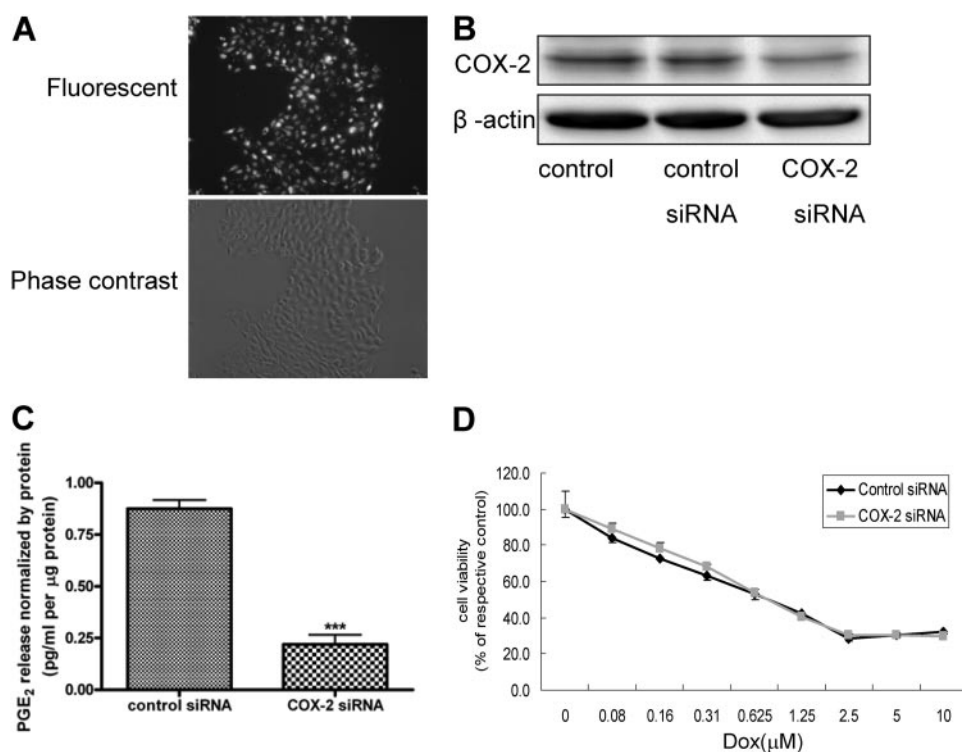 A
Fluorescent
Phase contrast
B
COX-2
β -actin
control
control
siRNA
COX-2
siRNA
C
PGE₂ release normalized by protein
(pg/ml per μg protein)
1.00
0.75
0.50
0.25
0.00
***
control siRNA
COX-2 siRNA
D
cell viability
(% of respective control)
120.0
100.0
80.0
60.0
40.0
20.0
0.0
Control siRNA
COX-2 siRNA
0 0.08 0.16 0.31 0.625 1.25 2.5 5 10
Dox(μM)